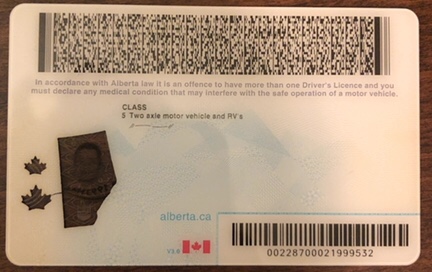 In accordance with Alberta law it is an offence to have more than one Driver's Licence and you
must declare any medical condition that may interfere with the safe operation of a motor vehicle.
CLASS
5 Two axle motor vehicle and RV's
alberta.ca
V3.0
00228700021999532